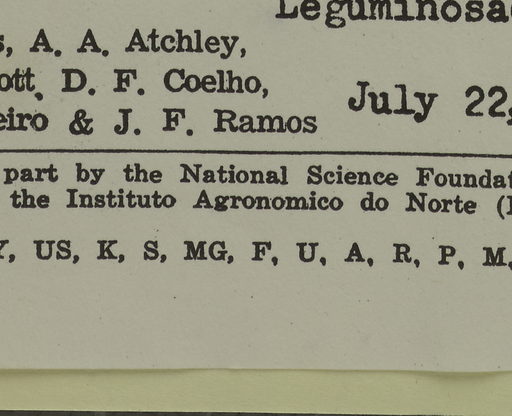 Leguminosa
A. A. Atchley,
ott, D. F. Coelho,
July 22,
eiro & J. F. Ramos
part by the National Science Foundat
the Instituto Agronomico do Norte (I
Y, US, K, S, MG, F, U, A, R, P, M,